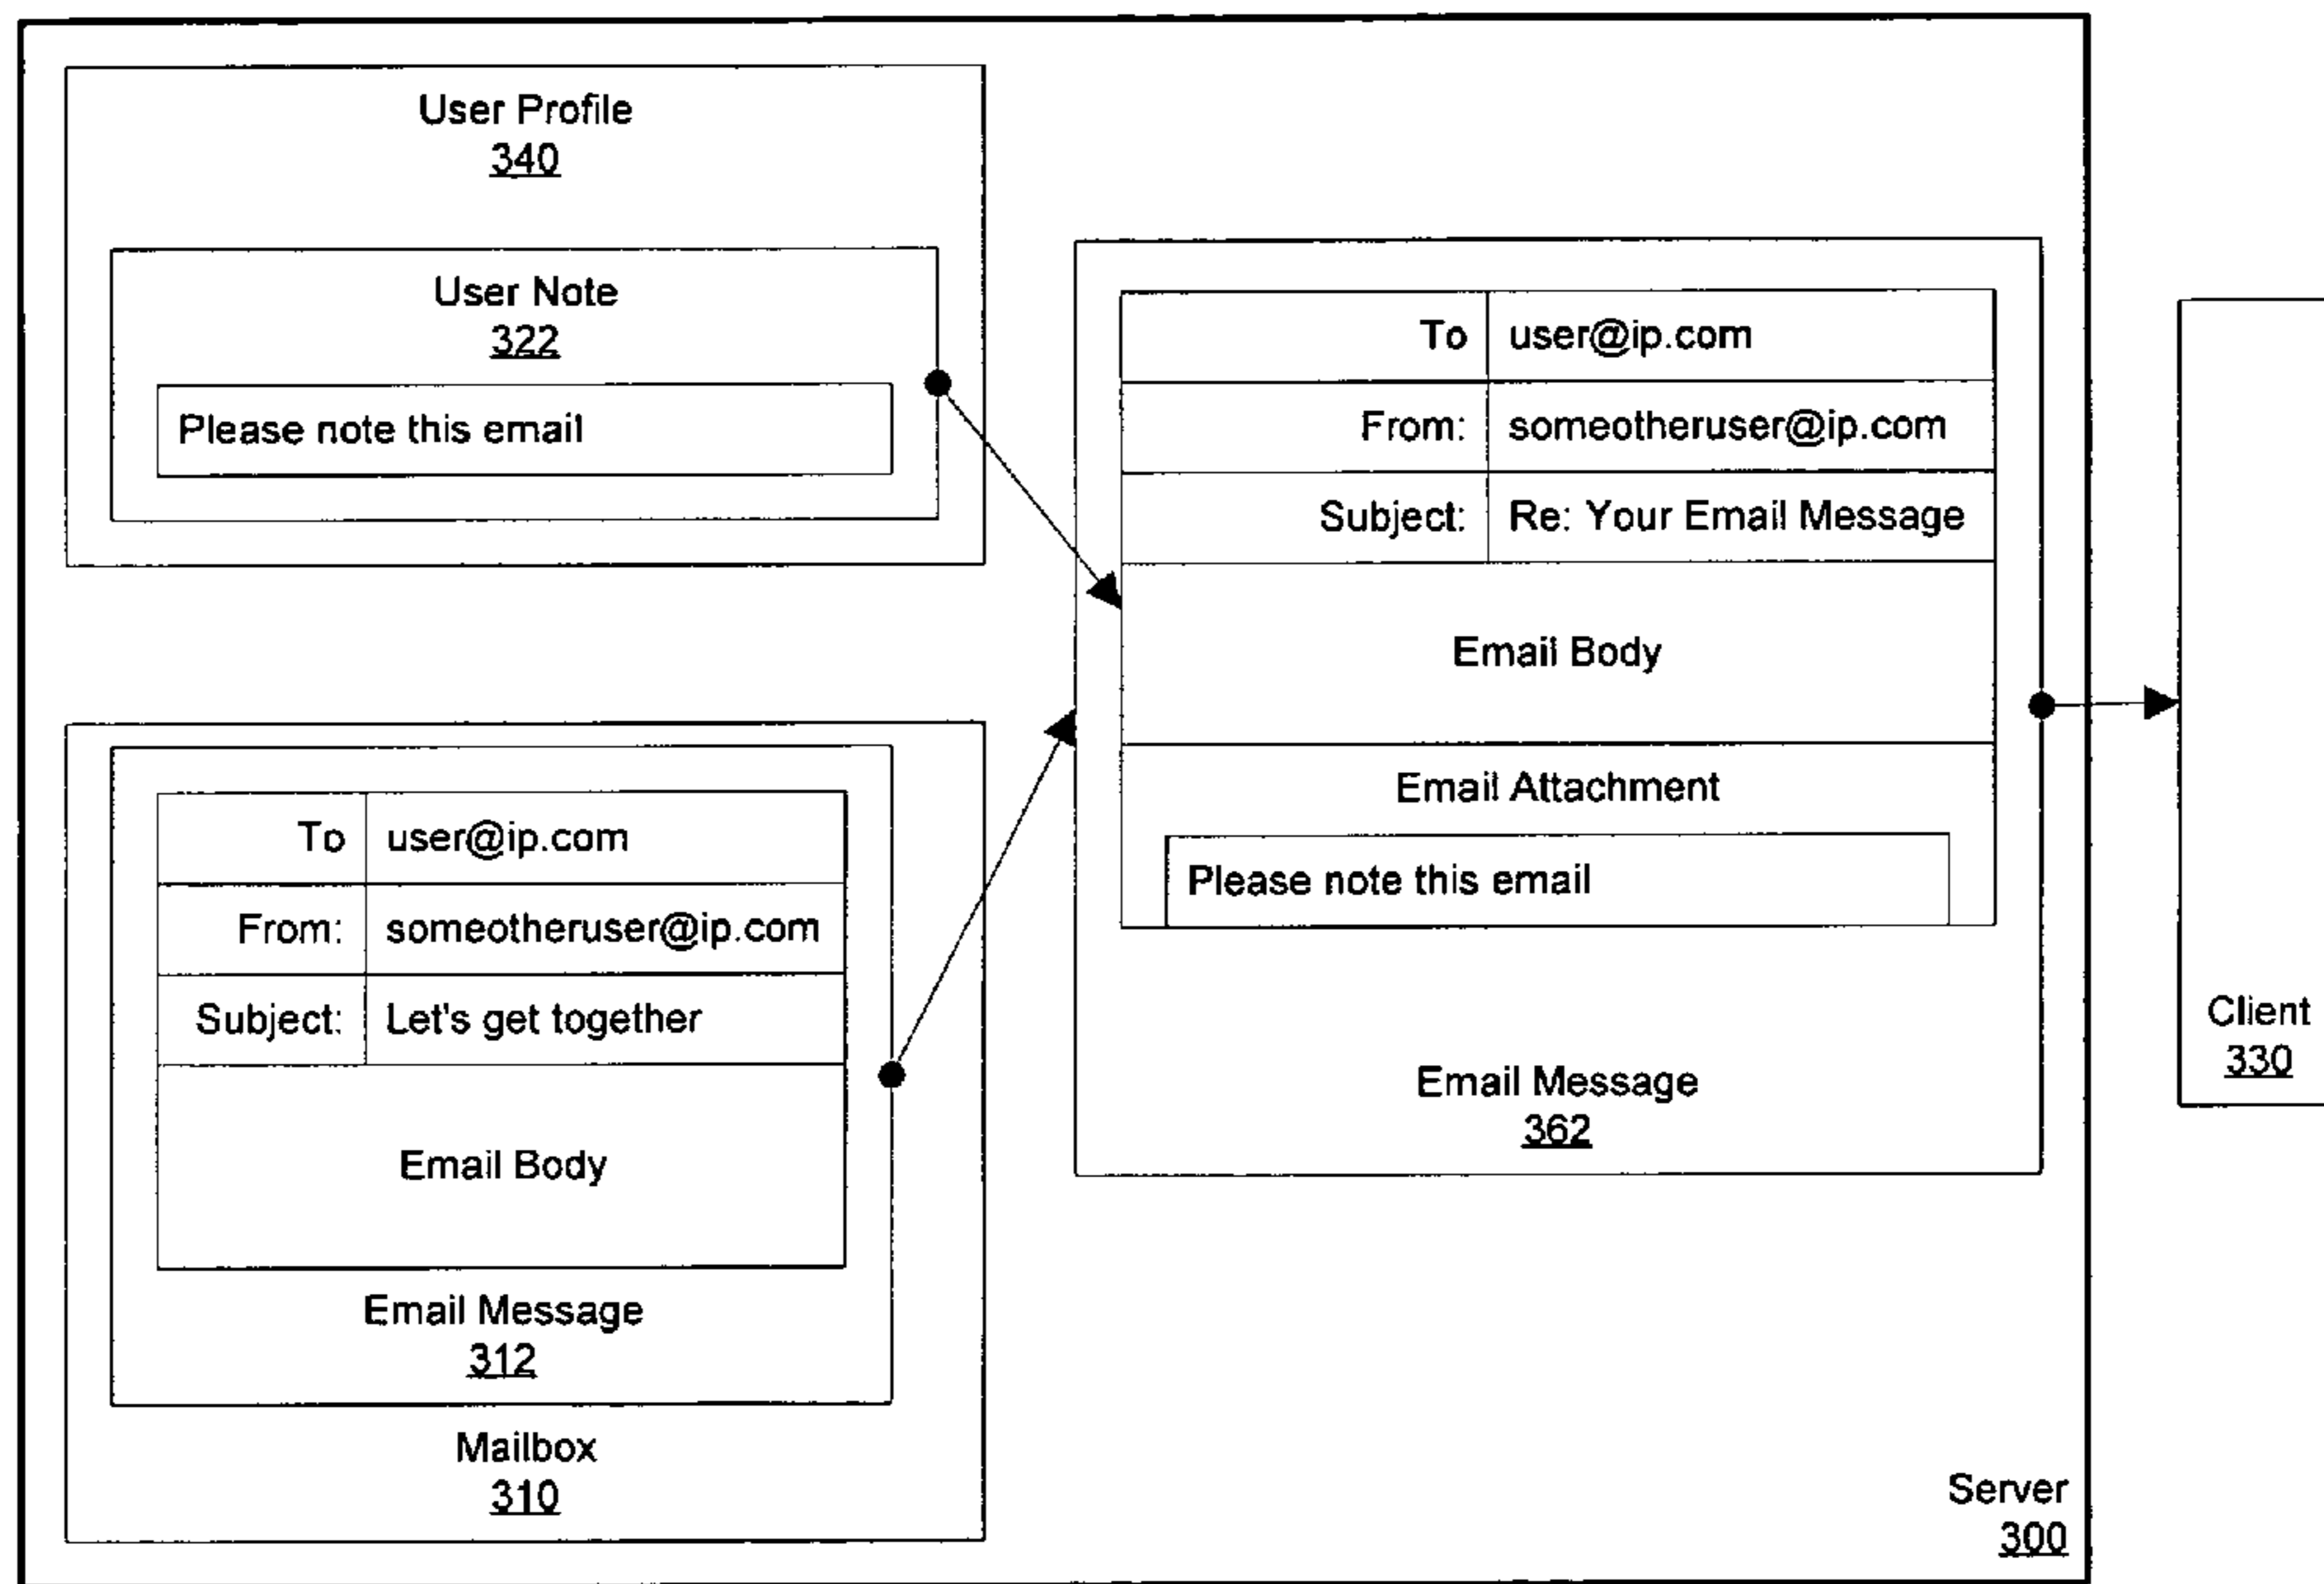 User Profile
340
User Note
322
Please note this email
To user@ip.com
From: someotheruser@ip.com
Subject: Let's get together
Email Body
Email Message
312
Mailbox
310
To user@ip.com
From: someotheruser@ip.com
Subject: Re: Your Email Message
Email Body
Email Attachment
Please note this email
Email Message
362
Server
300
Client
330